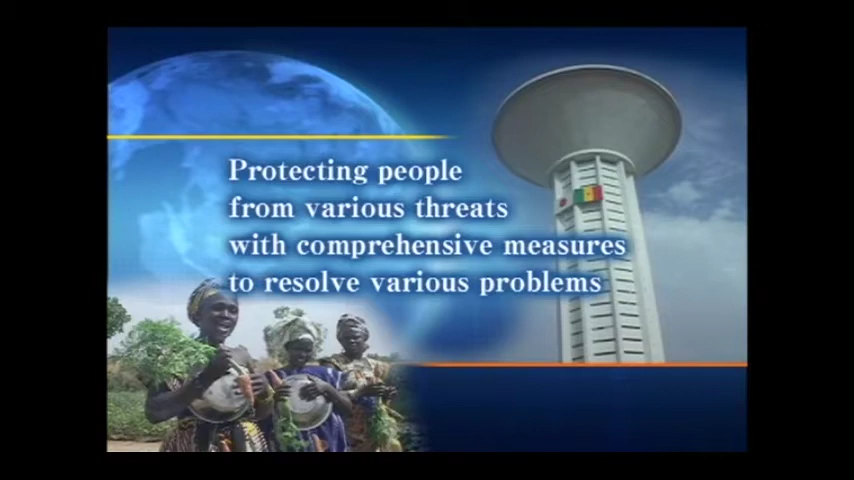 Protecting people
from various threats
with comprehensive measures
to resolve various problems